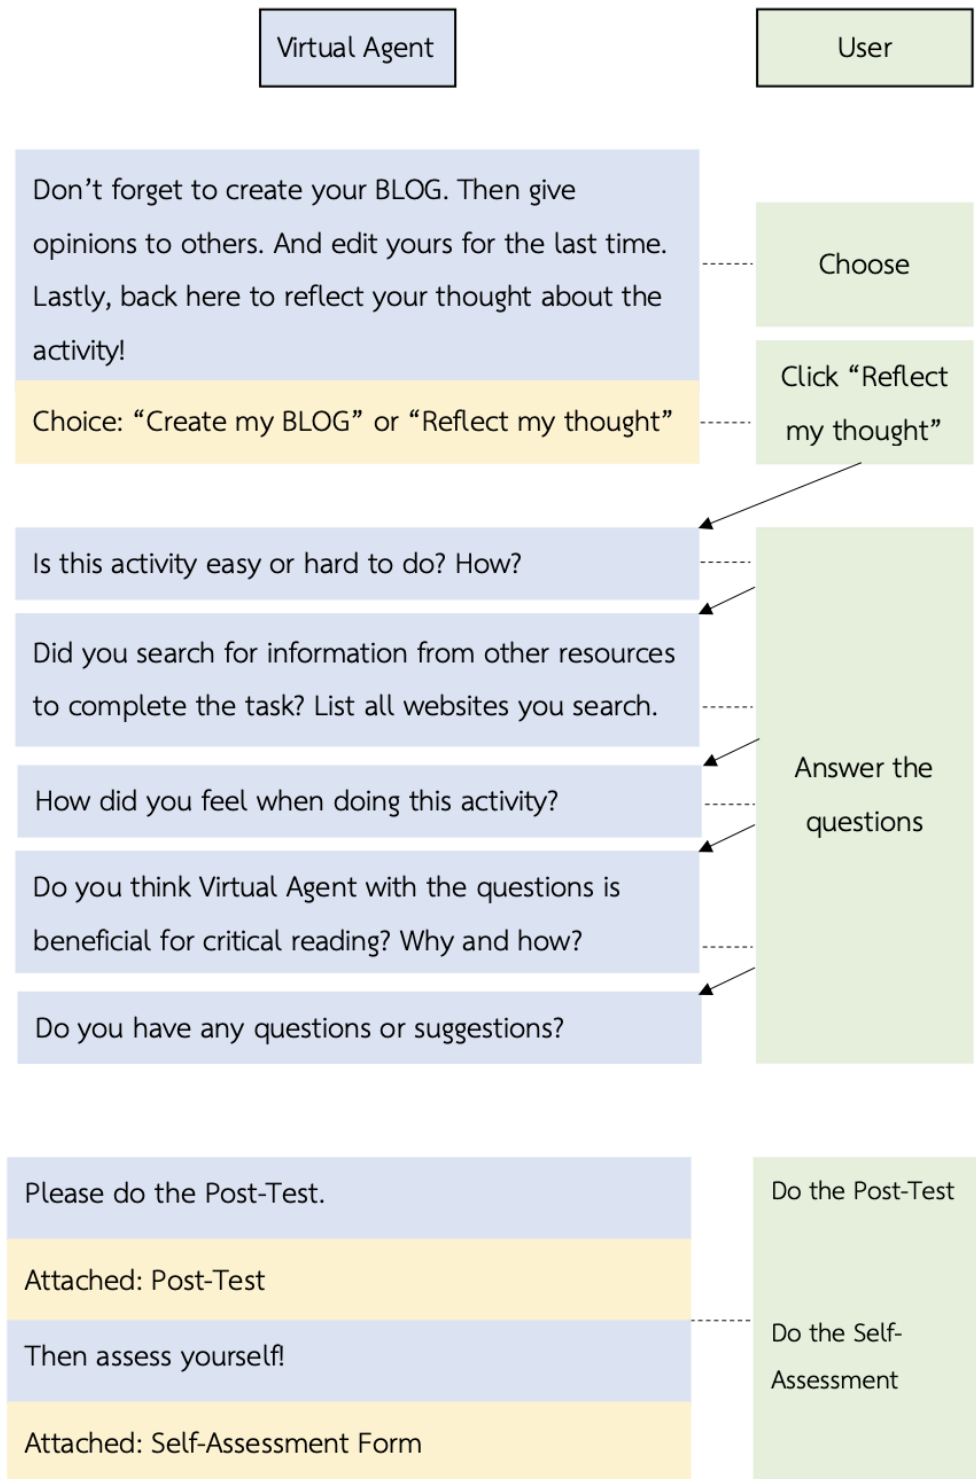 Virtual Agent
User
Don’t forget to create your BLOG. Then give
opinions to others. And edit yours for the last time.
Lastly, back here to reflect your thought about the
activity!
Choose
Choice: “Create my BLOG” or “Reflect my thought”
Click “Reflect
my thought”
Is this activity easy or hard to do? How?
Did you search for information from other resources
to complete the task? List all websites you search.
How did you feel when doing this activity?
Do you think Virtual Agent with the questions is
beneficial for critical reading? Why and how?
Do you have any questions or suggestions?
Answer the
questions
Please do the Post-Test.
Attached: Post-Test
Then assess yourself!
Attached: Self-Assessment Form
Do the Post-Test
Do the Self-
Assessment